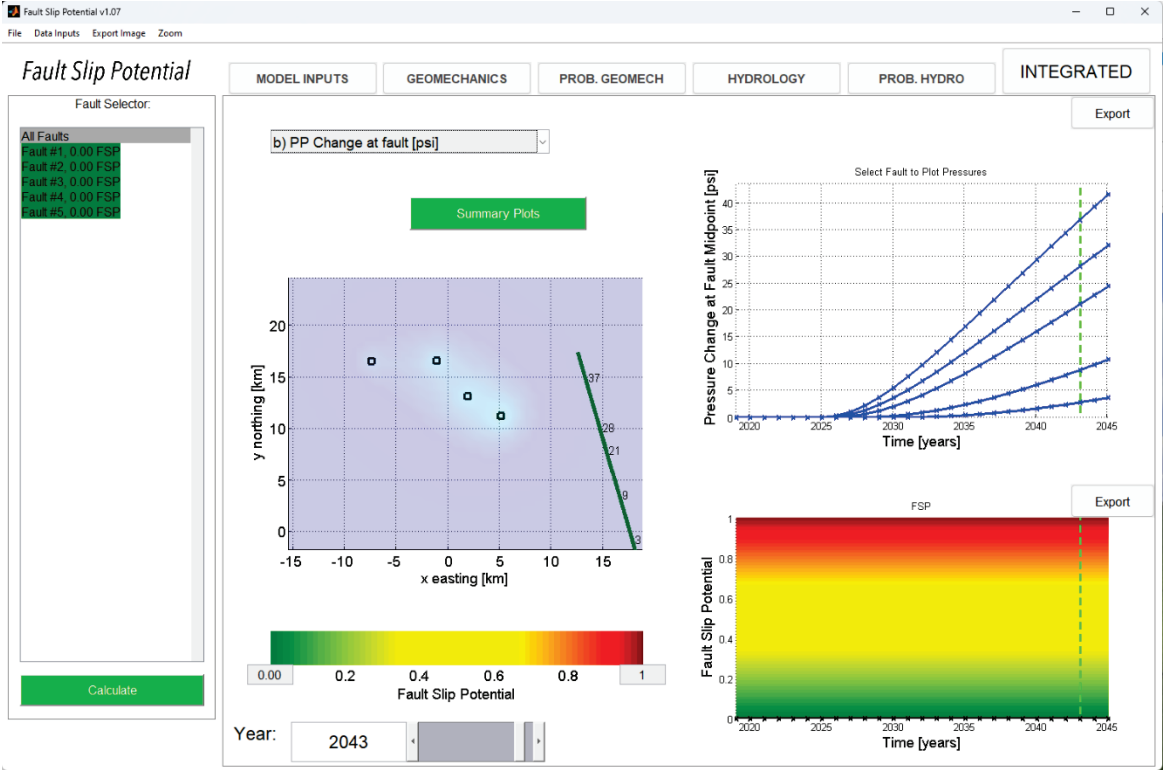 Fault Slip Potential v1.07
File Data Inputs Export Image Zoom
Fault Slip Potential
MODEL INPUTS GEOMECHANICS PROB. GEOMECH HYDROLOGY PROB. HYDRO INTEGRATED
Fault Selector:
All Faults
Fault #1, 0.00 FSP
Fault #2, 0.00 FSP
Fault #3, 0.00 FSP
Fault #4, 0.00 FSP
Fault #5, 0.00 FSP
Calculate
b) PP Change at fault [psi]
Summary Plots
20
15
10
5
0
y northing [km]
37
28
21
9
3
-15 -10 -5 0 5 10 15
x easting [km]
0.00 0.2 0.4 0.6 0.8 1
Fault Slip Potential
Year: 2043
Export
Select Fault to Plot Pressures
Pressure Change at Fault Midpoint [psi]
40
35
30
25
20
15
10
5
0
2020 2025 2030 2035 2040 2045
Time [years]
Export
FSP
Fault Slip Potential
1
0.8
0.6
0.4
0.2
0
2020 2025 2030 2035 2040 2045
Time [years]